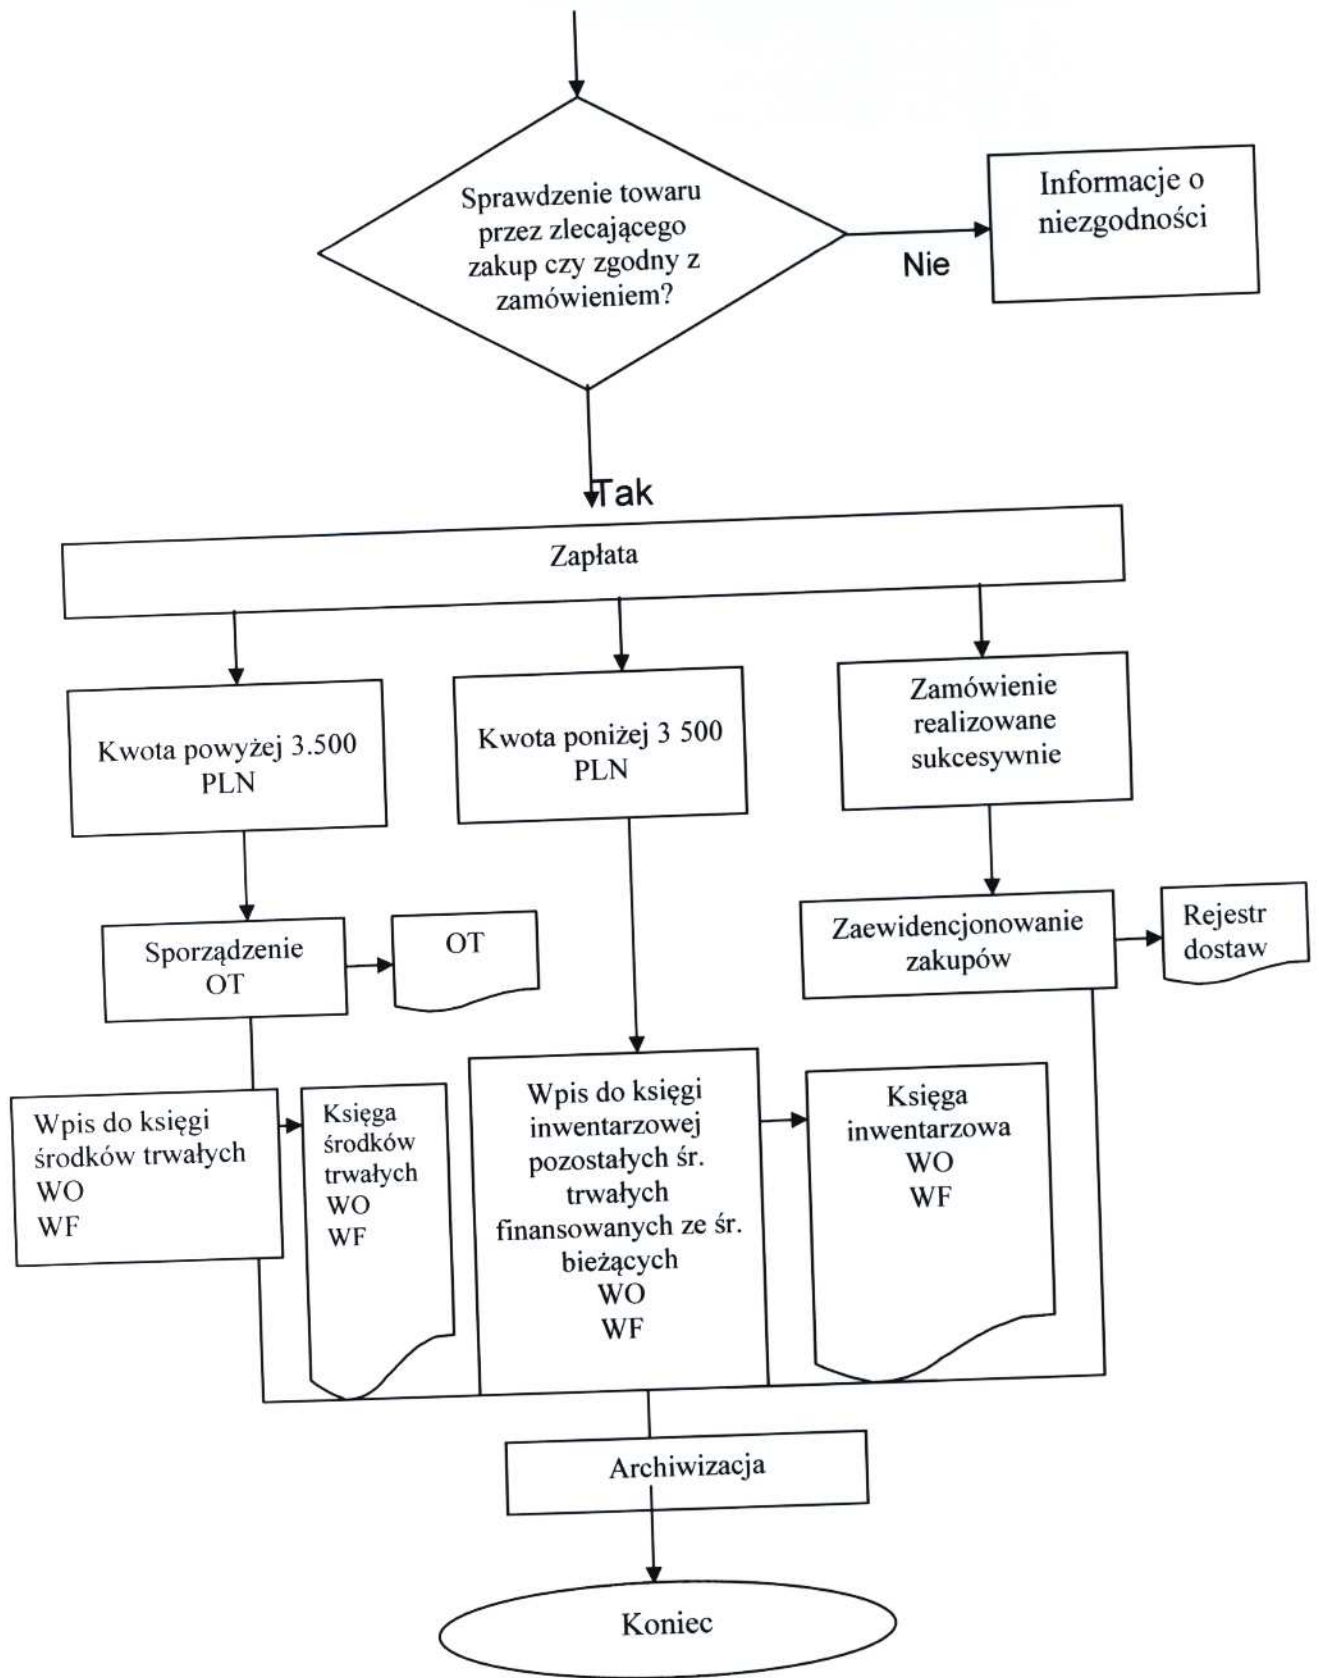 Sprawdzenie towaru
przez zlecającego
zakup czy zgodny z
zamówieniem?
Informacje o
niezgodności
Nie
Tak
Zapłata
Kwota powyżej 3.500
PLN
Kwota poniżej 3 500
PLN
Zamówienie
realizowane
sukcesywnie
Sporządzenie
OT
OT
Zaewidencjonowanie
zakupów
Rejestr
dostaw
Wpis do księgi
środków trwałych
WO
WF
Księga
środków
trwałych
WO
WF
Wpis do księgi
inwentarzowej
pozostałych śr.
trwałych
finansowanych ze śr.
bieżących
WO
WF
Księga
inwentarzowa
WO
WF
Archiwizacja
Koniec